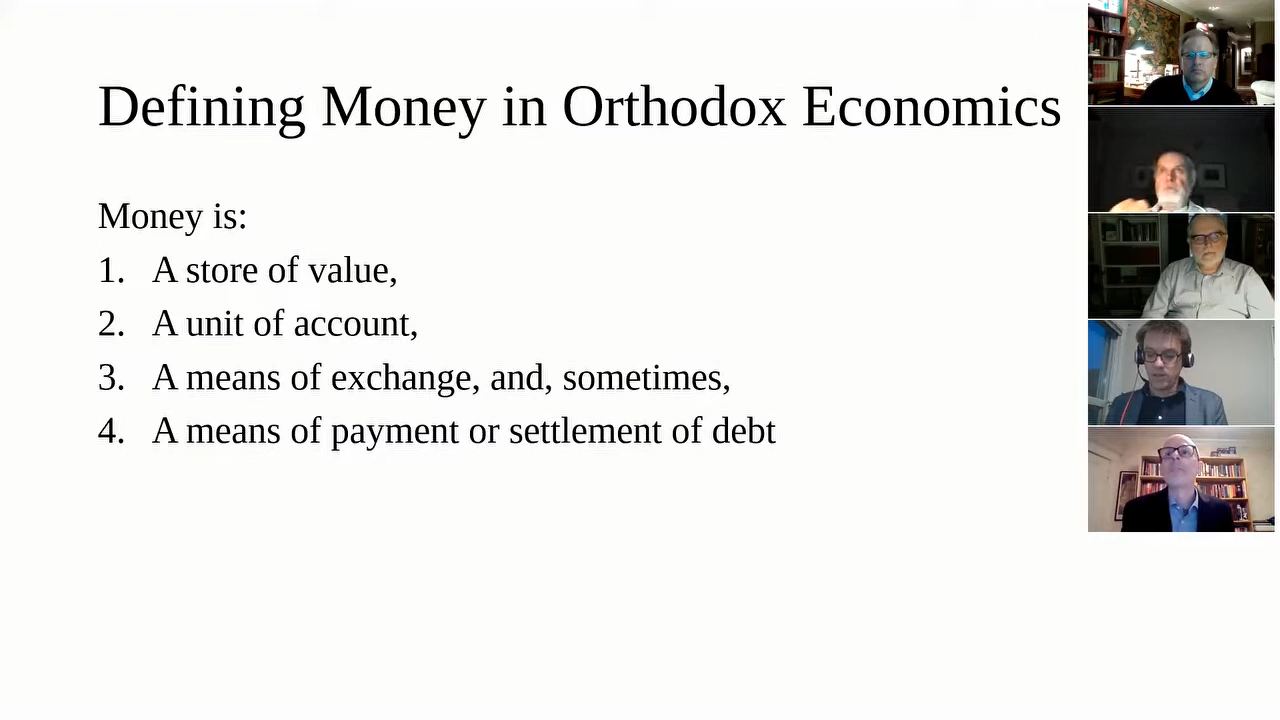 Defining Money in Orthodox Economics
Money is:
1. A store of value,
2. A unit of account,
3. A means of exchange, and, sometimes,
4. A means of payment or settlement of debt